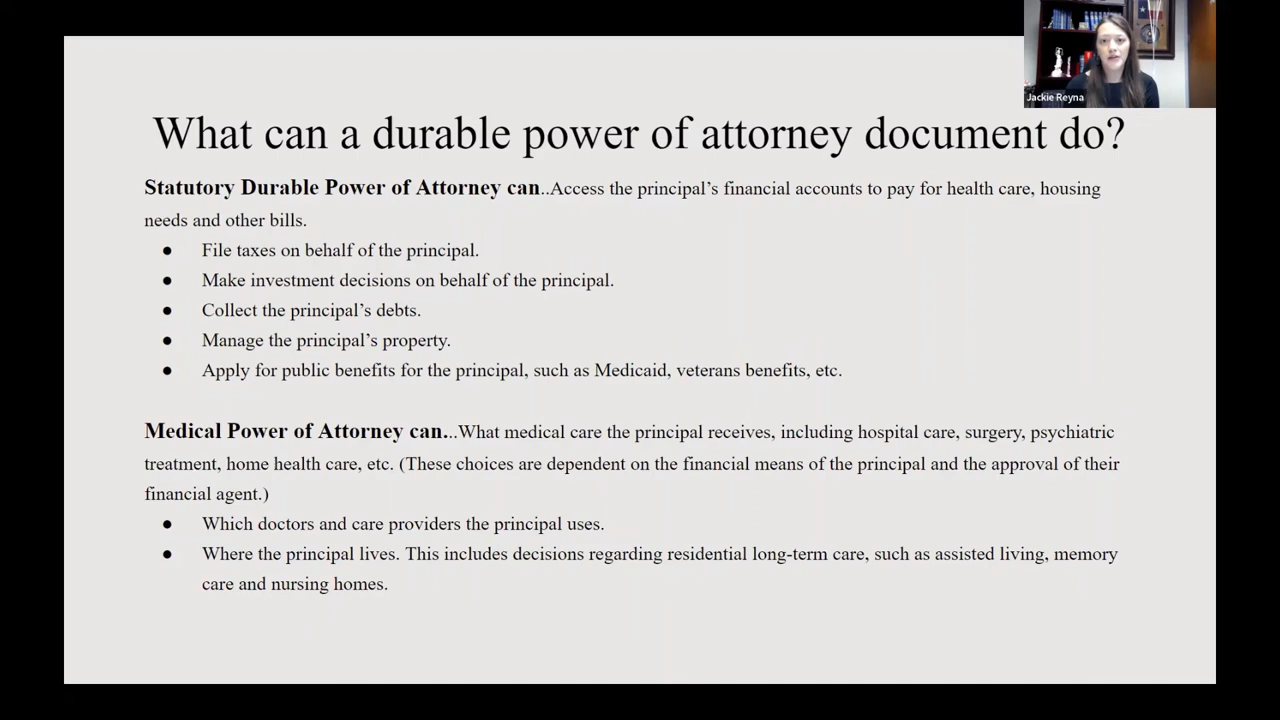 Jackie Reyna
What can a durable power of attorney document do?
Statutory Durable Power of Attorney can..Access the principal’s financial accounts to pay for health care, housing
needs and other bills.
● File taxes on behalf of the principal.
● Make investment decisions on behalf of the principal.
● Collect the principal’s debts.
● Manage the principal’s property.
● Apply for public benefits for the principal, such as Medicaid, veterans benefits, etc.
Medical Power of Attorney can...What medical care the principal receives, including hospital care, surgery, psychiatric
treatment, home health care, etc. (These choices are dependent on the financial means of the principal and the approval of their
financial agent.)
● Which doctors and care providers the principal uses.
● Where the principal lives. This includes decisions regarding residential long-term care, such as assisted living, memory
care and nursing homes.